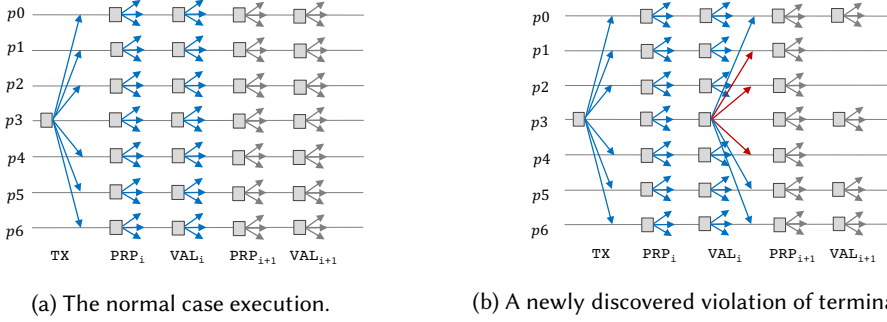 p0
p1
p2
p3
p4
p5
p6
TX PRPᵢ VALᵢ PRPᵢ₊₁ VALᵢ₊₁
(a) The normal case execution.
p0
p1
p2
p3
p4
p5
p6
TX PRPᵢ VALᵢ PRPᵢ₊₁ VALᵢ₊₁
(b) A newly discovered violation of termina